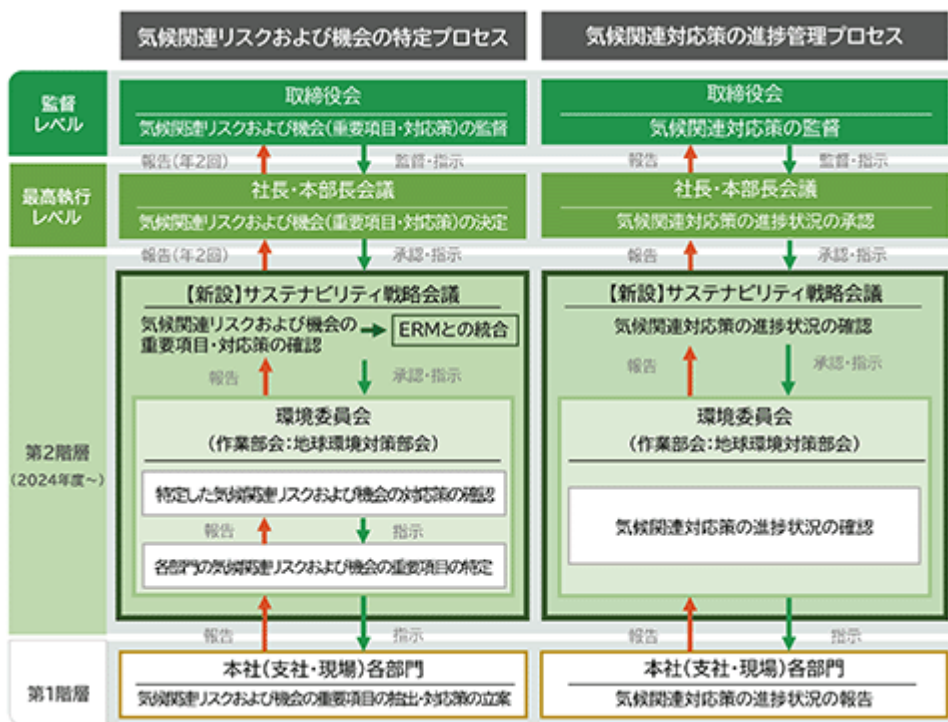 気候関連リスクおよび機会の特定プロセス
気候関連対応策の進捗管理プロセス
監督
レベル
取締役会
気候関連リスクおよび機会(重要項目・対応策)の監督
取締役会
気候関連対応策の監督
報告(年2回)
監督・指示
報告
監督・指示
最高執行
レベル
社長・本部長会議
気候関連リスクおよび機会(重要項目・対応策)の決定
社長・本部長会議
気候関連対応策の進捗状況の承認
報告(年2回)
承認・指示
報告
承認・指示
第2階層
(2024年度～)
【新設】サステナビリティ戦略会議
気候関連リスクおよび機会の
重要項目・対応策の確認
ERMとの統合
報告
承認・指示
環境委員会
(作業部会:地球環境対策部会)
特定した気候関連リスクおよび機会の対応策の確認
報告
指示
各部門の気候関連リスクおよび機会の重要項目の特定
【新設】サステナビリティ戦略会議
気候関連対応策の進捗状況の確認
報告
承認・指示
環境委員会
(作業部会:地球環境対策部会)
気候関連対応策の進捗状況の確認
報告
指示
報告
指示
第1階層
本社(支社・現場)各部門
気候関連リスクおよび機会の重要項目の抽出・対応策の立案
本社(支社・現場)各部門
気候関連対応策の進捗状況の報告